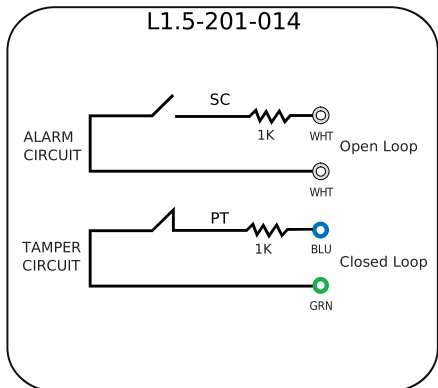 L1.5-201-014
SC
1K
WHT
ALARM
CIRCUIT
Open Loop
WHT
PT
1K
BLU
TAMPER
CIRCUIT
Closed Loop
GRN